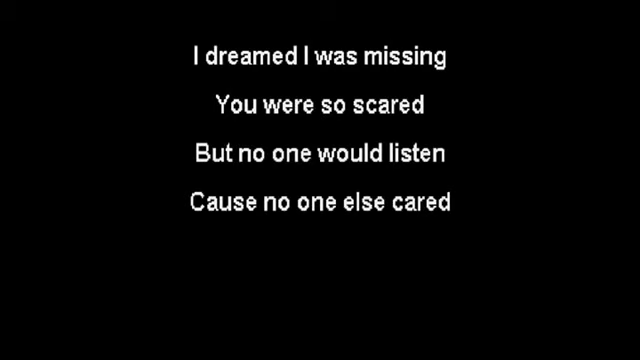 I dreamed I was missing
You were so scared
But no one would listen
Cause no one else cared